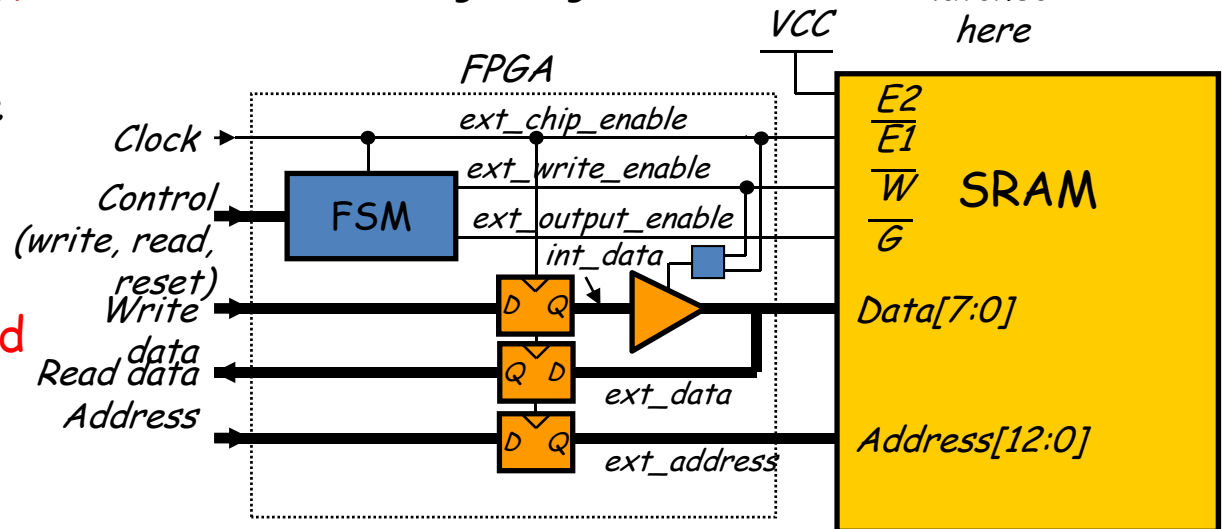 VCC
here
FPGA
Clock
ext_chip_enable
E2
E1
Control
(write, read,
reset)
FSM
ext_write_enable
W
SRAM
ext_output_enable
G
int_data
Write
data
D Q
Data[7:0]
d
Read data
Q D
ext_data
Address
D Q
ext_address
Address[12:0]